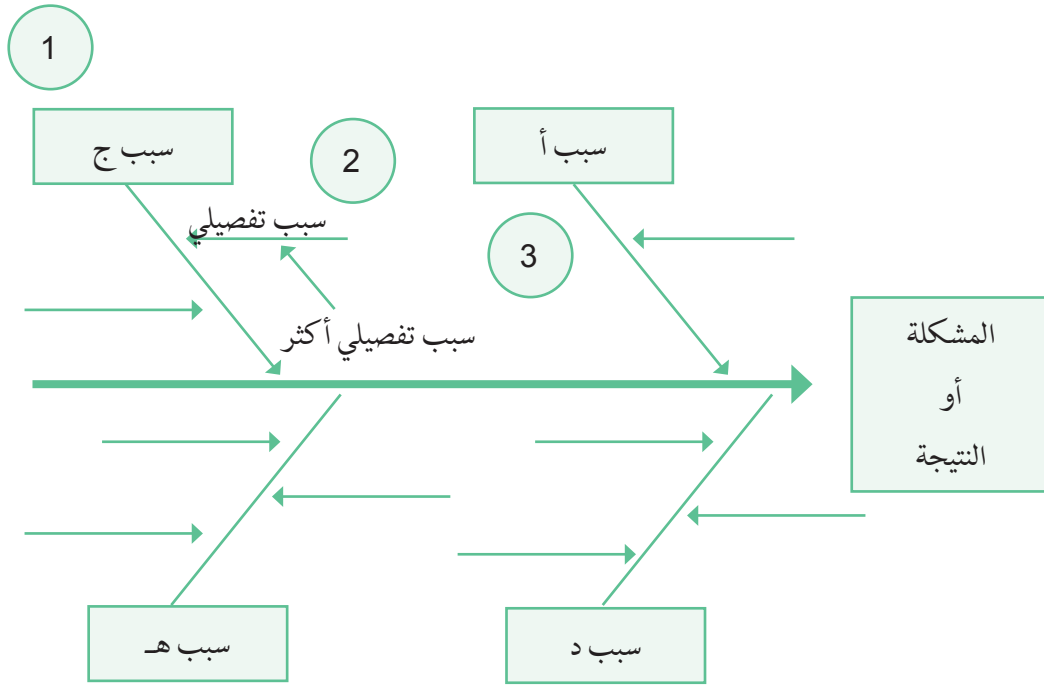 1
سبب أ
سبب ج
2
سبب تفصيلي
3
سبب تفصيلي أكثر
المشكلة
أو
النتيجة
سبب د
سبب هـ